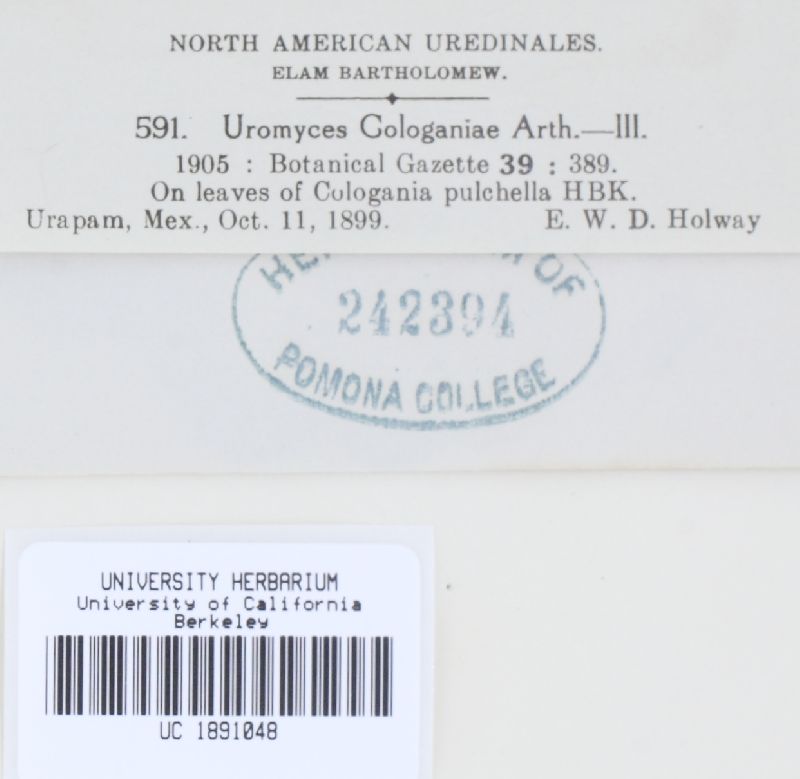 NORTH AMERICAN UREDINALES.
ELAM BARTHOLOMEW.
591. Uromyces Cologaniae Arth.—III.
1905 : Botanical Gazette 39 : 389.
On leaves of Cologania pulchella HBK.
Urapam, Mex., Oct. 11, 1899. E. W. D. Holway
OF
242394
POMONA COLLEGE
UNIVERSITY HERBARIUM
University of California
Berkeley
UC 1891048